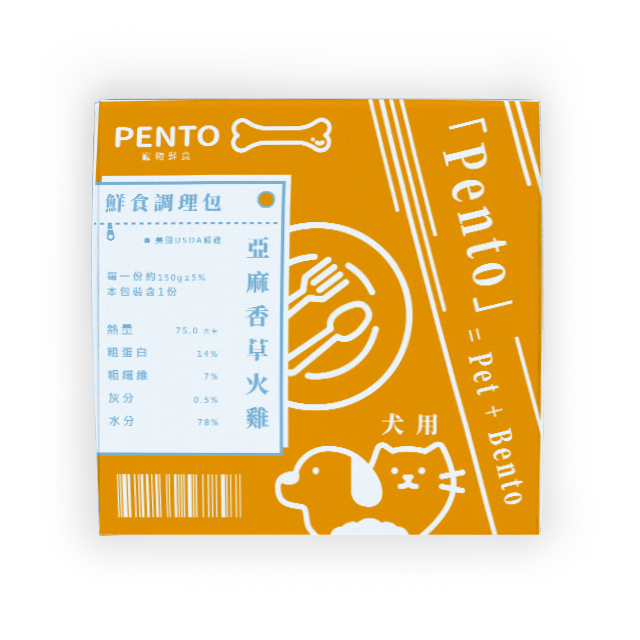 PENTO
寵物鮮食
鮮食調理包
美國USDA認證
亞麻香草火雞
每一份約150g±5%
本包裝含1份
熱量 75.0 大卡
粗蛋白 14%
粗纖維 7%
灰分 0.5%
水分 78%
犬用
「Pento」= Pet + Bento